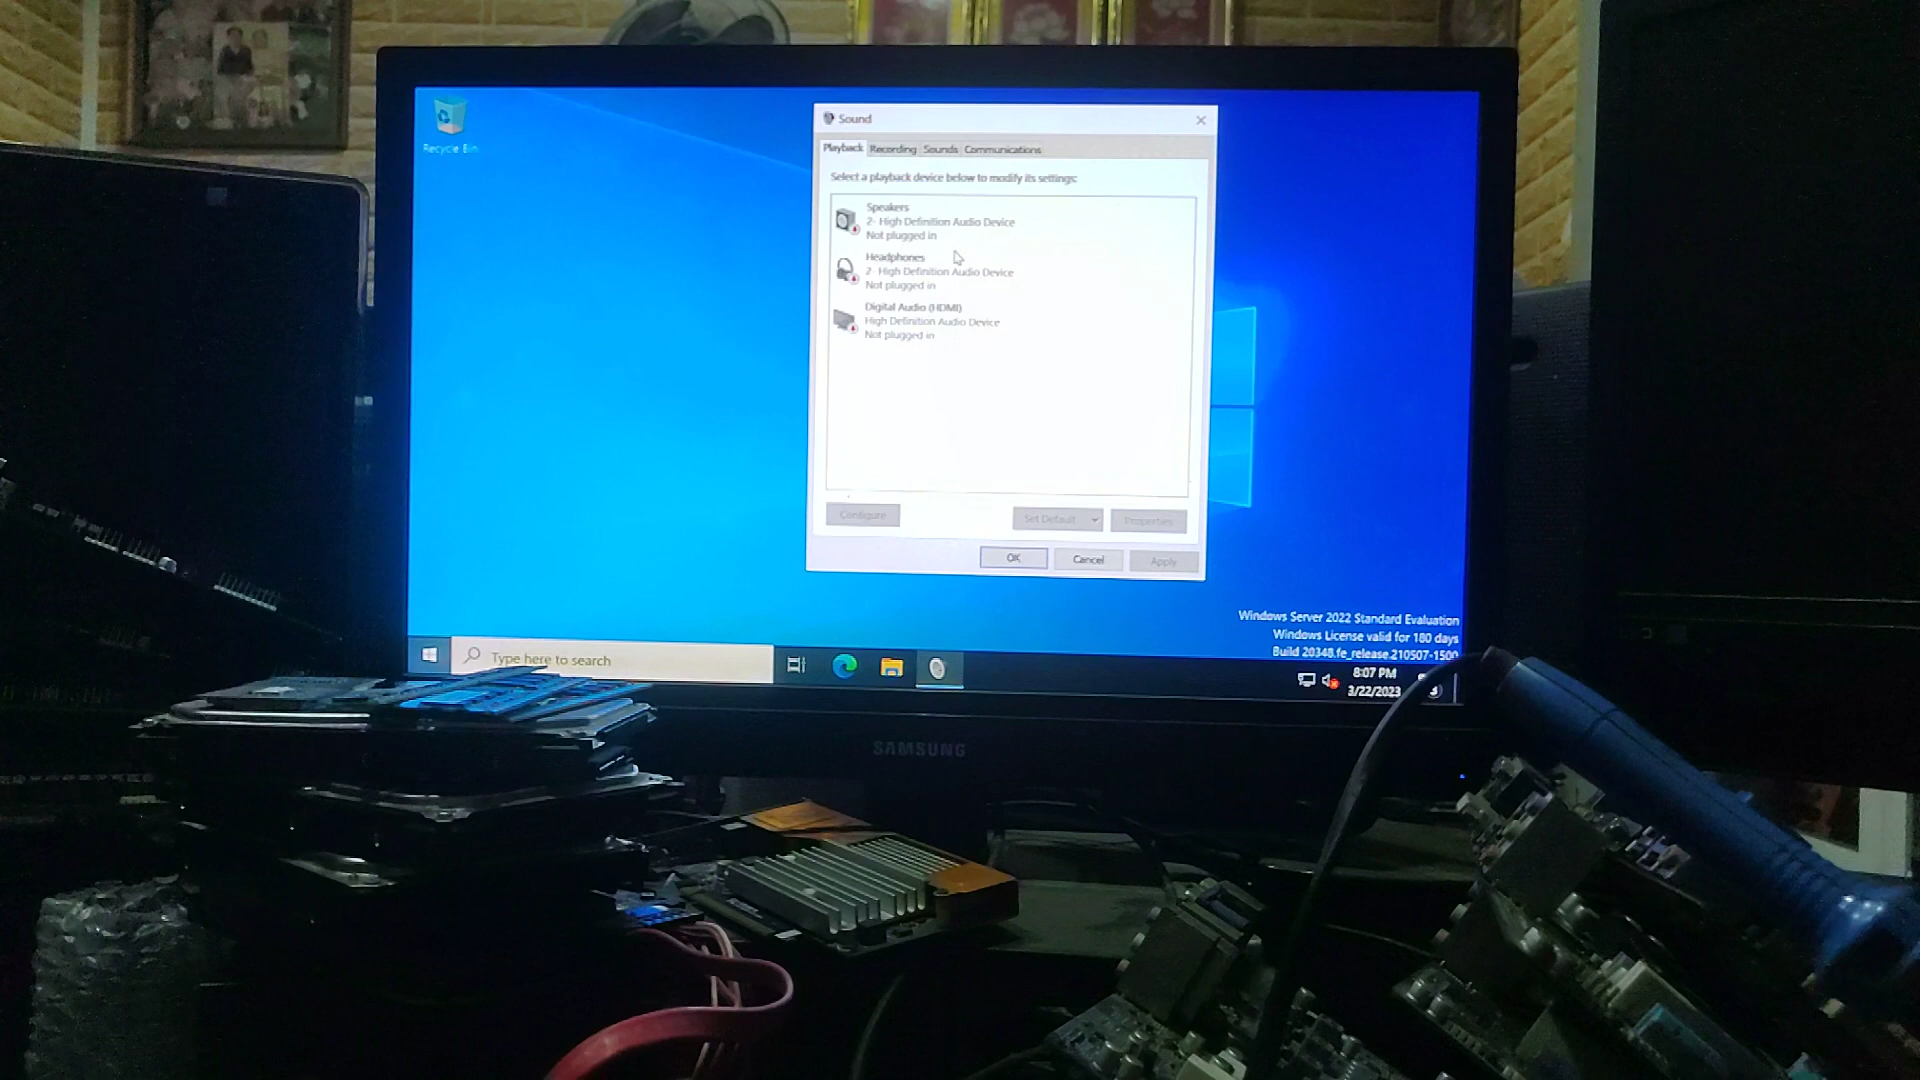 Recycle Bin
Sound
Playback Recording Sounds Communications
Select a playback device below to modify its settings:
Speakers
2- High Definition Audio Device
Not plugged in
Headphones
2- High Definition Audio Device
Not plugged in
Digital Audio (HDMI)
High Definition Audio Device
Not plugged in
Configure Set Default Properties
OK Cancel Apply
Windows Server 2022 Standard Evaluation
Windows License valid for 180 days
Build 20348.fe_release.210507-1500
Type here to search
8:07 PM
3/22/2023
3
SAMSUNG